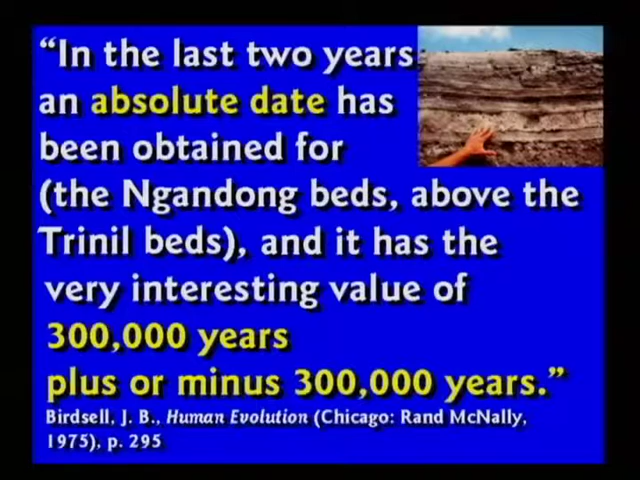 “In the last two years
an absolute date has
been obtained for
(the Ngandong beds, above the
Trinil beds), and it has the
very interesting value of
300,000 years
plus or minus 300,000 years.”
Birdsell, J. B., Human Evolution (Chicago: Rand McNally,
1975), p. 295